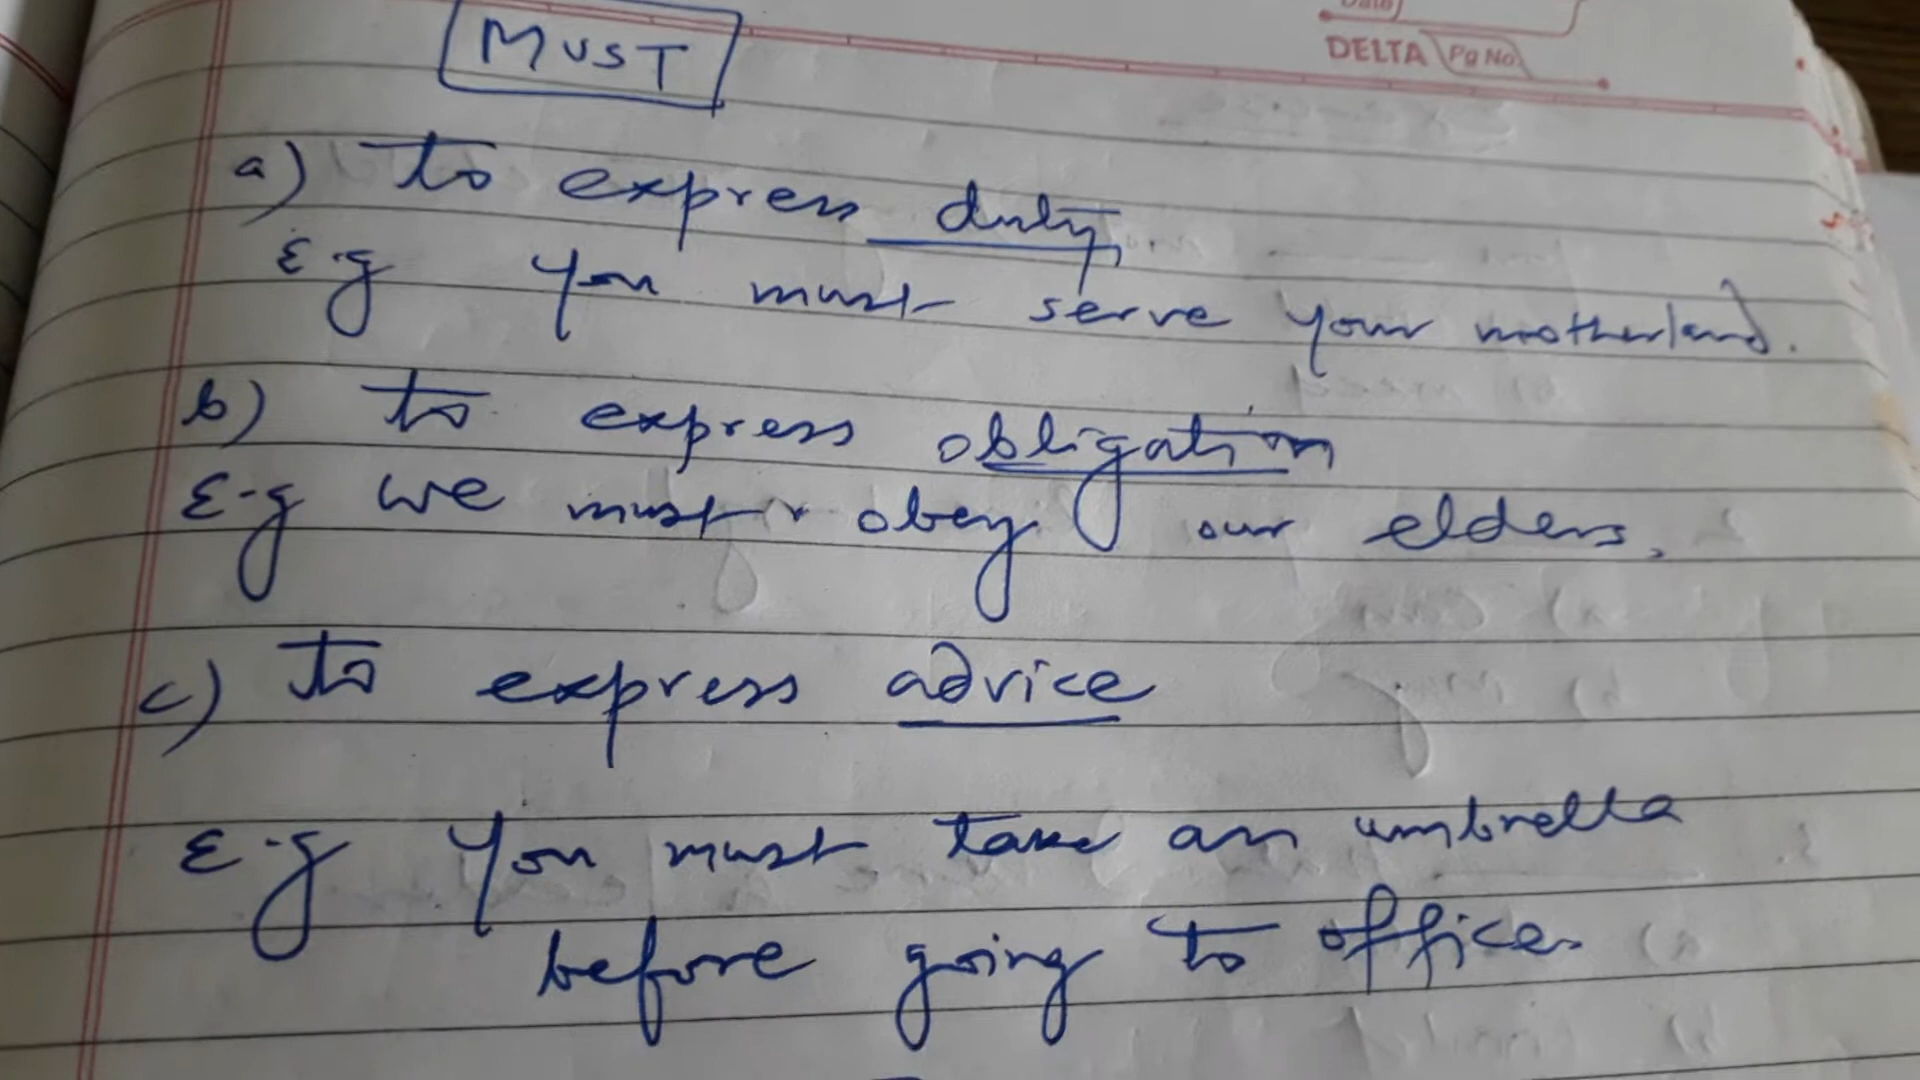 Date
DELTA Pg No.
MUST
a) to express duty,
E.g You must serve your motherland.
b) to express obligation
E-g we must obey our elders.
c) To express advice
E.g You must take an umbrella
before going to office.